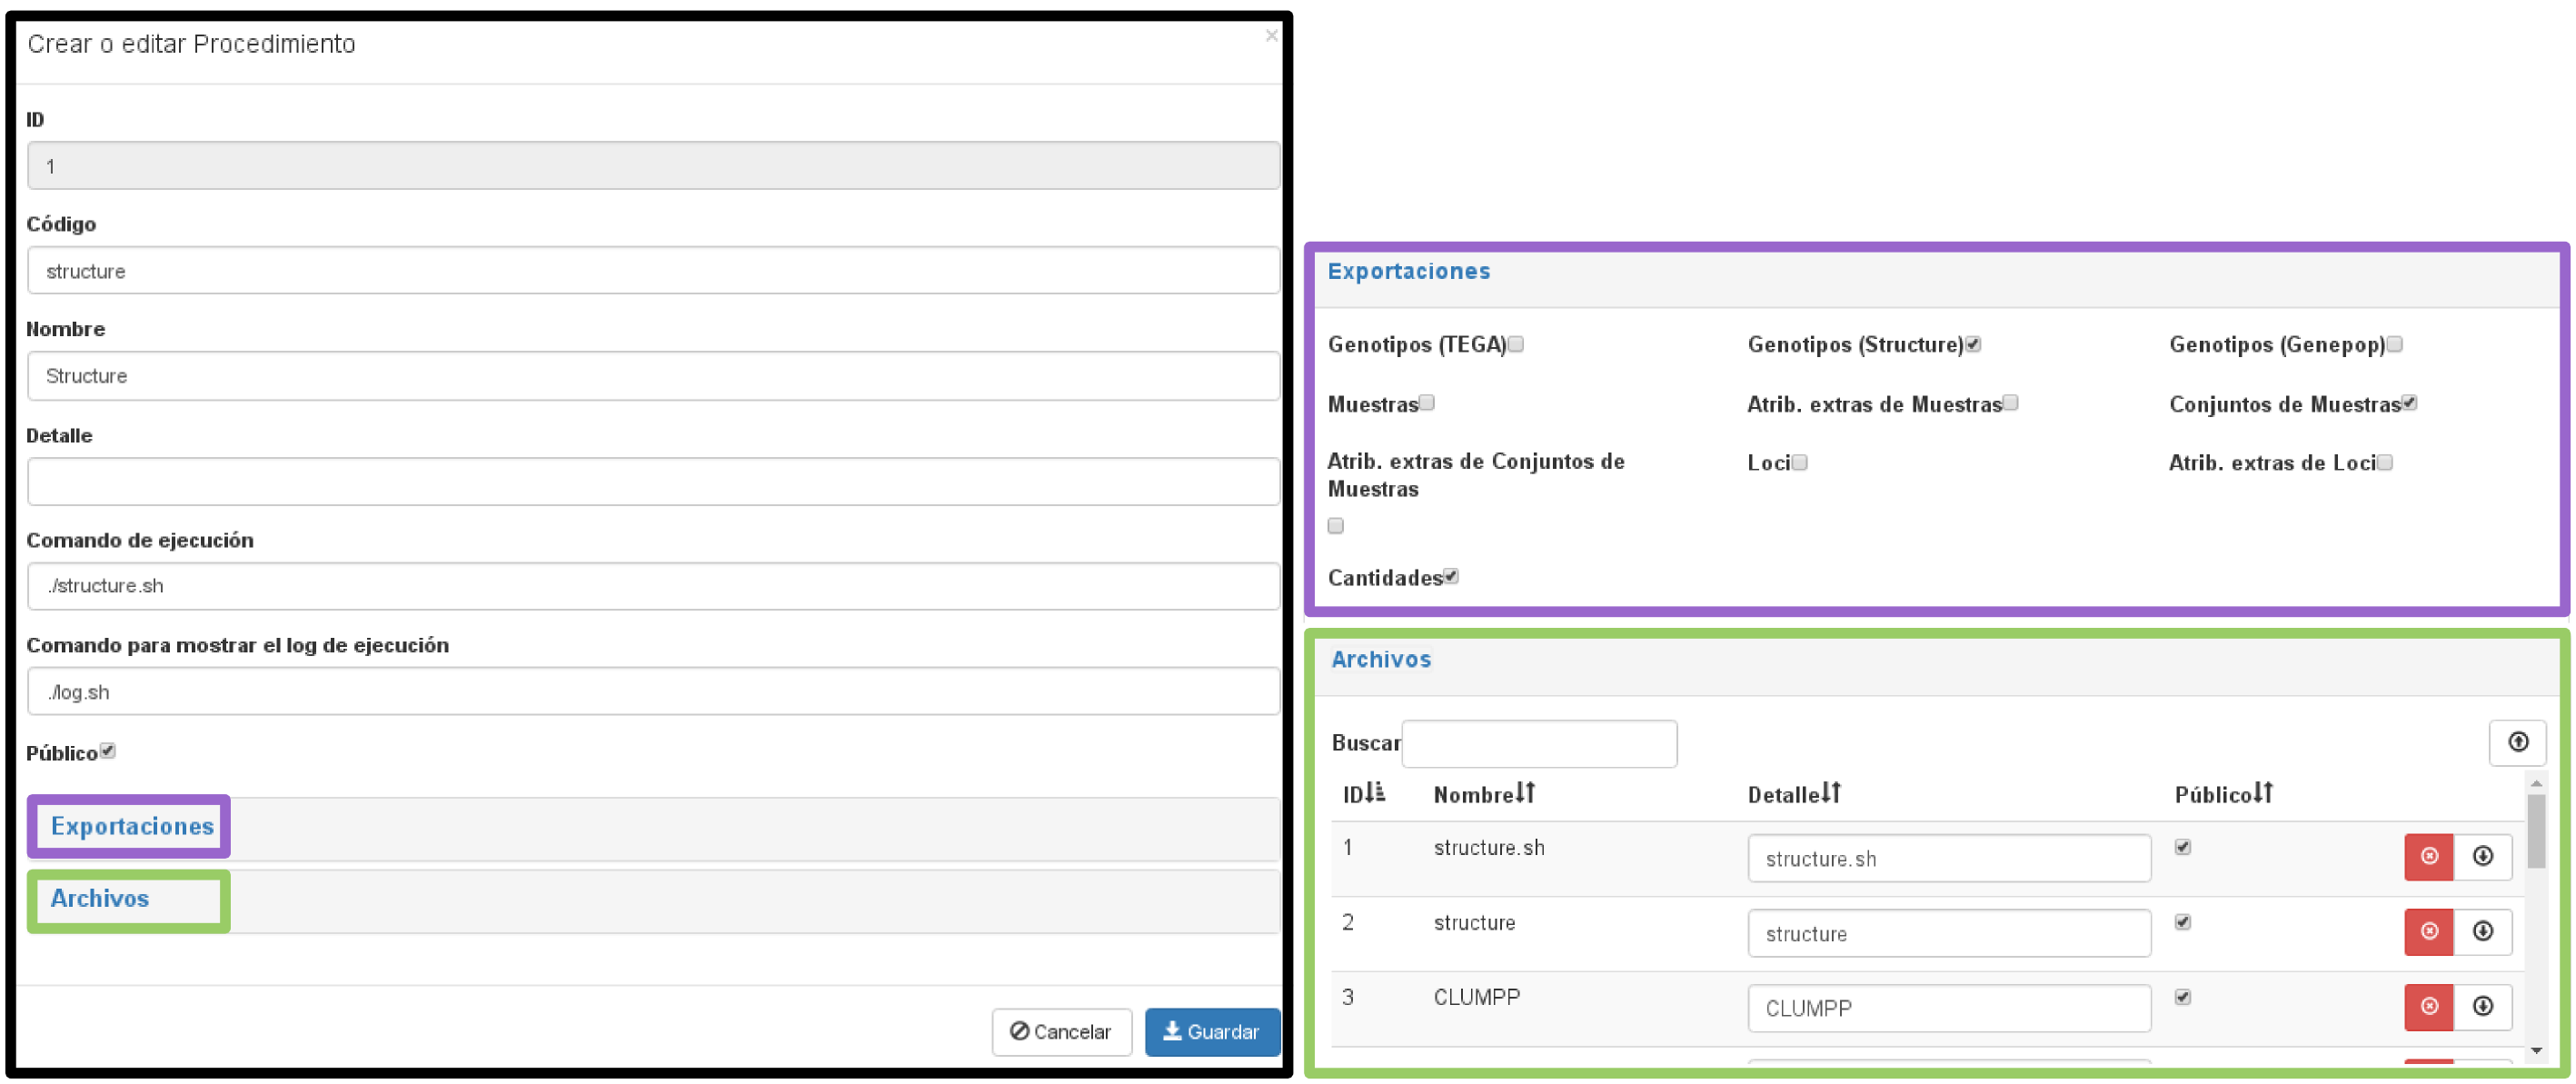 Crear o editar Procedimiento
×
ID
1
Código
structure
Nombre
Structure
Detalle
Comando de ejecución
./structure.sh
Comando para mostrar el log de ejecución
./log.sh
Público
Exportaciones
Archivos
Cancelar
Guardar
Exportaciones
Genotipos (TEGA)
Genotipos (Structure)
Genotipos (Genepop)
Muestras
Atrib. extras de Muestras
Conjuntos de Muestras
Atrib. extras de Conjuntos de
Muestras
Loci
Atrib. extras de Loci
Cantidades
Archivos
Buscar
ID Nombre Detalle Público
1 structure.sh structure.sh
2 structure structure
3 CLUMPP CLUMPP